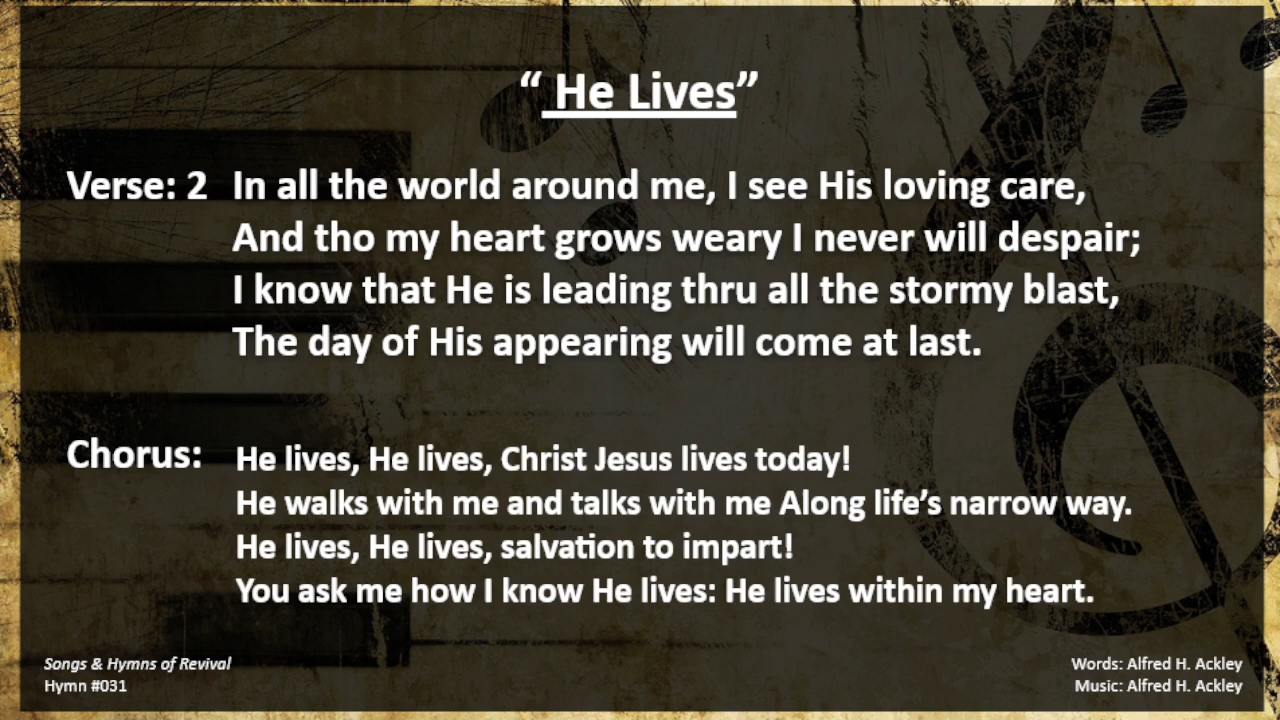 “ He Lives”
Verse: 2 In all the world around me, I see His loving care,
And tho my heart grows weary I never will despair;
I know that He is leading thru all the stormy blast,
The day of His appearing will come at last.
Chorus: He lives, He lives, Christ Jesus lives today!
He walks with me and talks with me Along life’s narrow way.
He lives, He lives, salvation to impart!
You ask me how I know He lives: He lives within my heart.
Songs & Hymns of Revival
Hymn #031
Words: Alfred H. Ackley
Music: Alfred H. Ackley